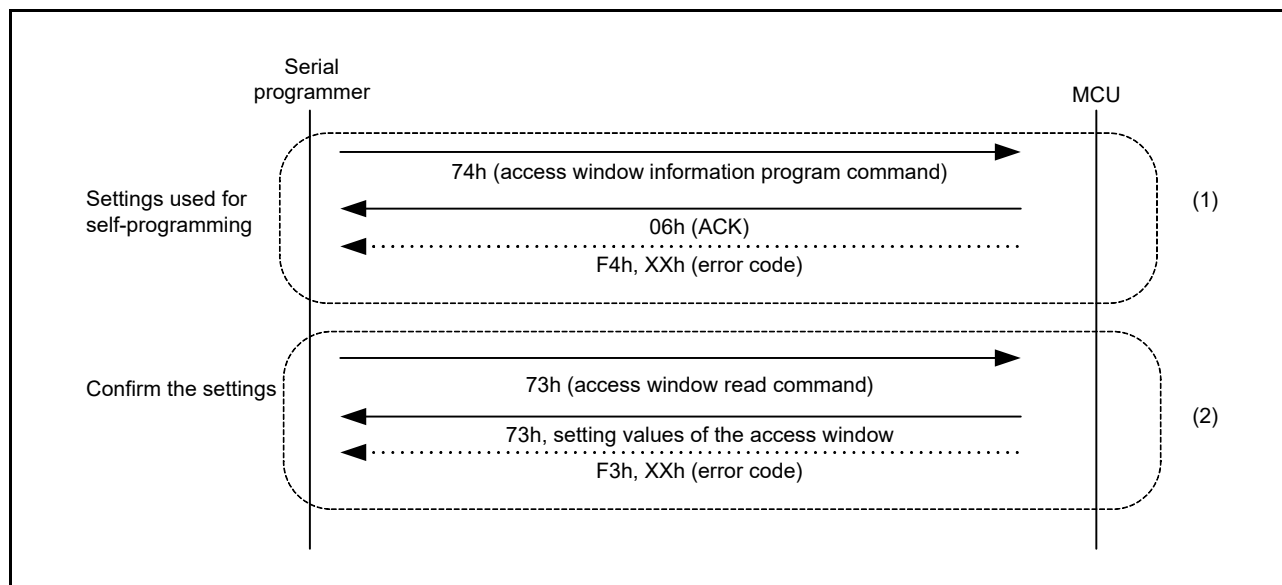 Serial
programmer
MCU
74h (access window information program command)
Settings used for
self-programming
06h (ACK)
(1)
F4h, XXh (error code)
73h (access window read command)
Confirm the settings
73h, setting values of the access window
(2)
F3h, XXh (error code)